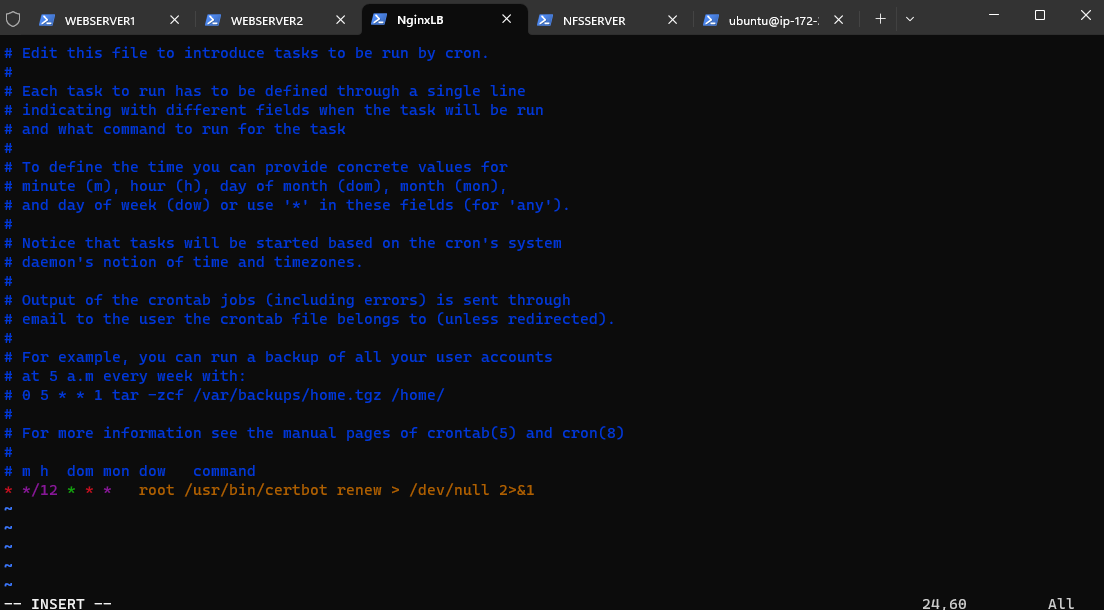 WEBSERVER1 WEBSERVER2 NginxLB NFSSERVER ubuntu@ip-172-
# Edit this file to introduce tasks to be run by cron.
#
# Each task to run has to be defined through a single line
# indicating with different fields when the task will be run
# and what command to run for the task
#
# To define the time you can provide concrete values for
# minute (m), hour (h), day of month (dom), month (mon),
# and day of week (dow) or use '*' in these fields (for 'any').
#
# Notice that tasks will be started based on the cron's system
# daemon's notion of time and timezones.
#
# Output of the crontab jobs (including errors) is sent through
# email to the user the crontab file belongs to (unless redirected).
#
# For example, you can run a backup of all your user accounts
# at 5 a.m every week with:
# 0 5 * * 1 tar -zcf /var/backups/home.tgz /home/
#
# For more information see the manual pages of crontab(5) and cron(8)
#
# m h  dom mon dow   command
* */12 * * *   root /usr/bin/certbot renew > /dev/null 2>&1
~
~
~
~
~
-- INSERT -- 24,60 All